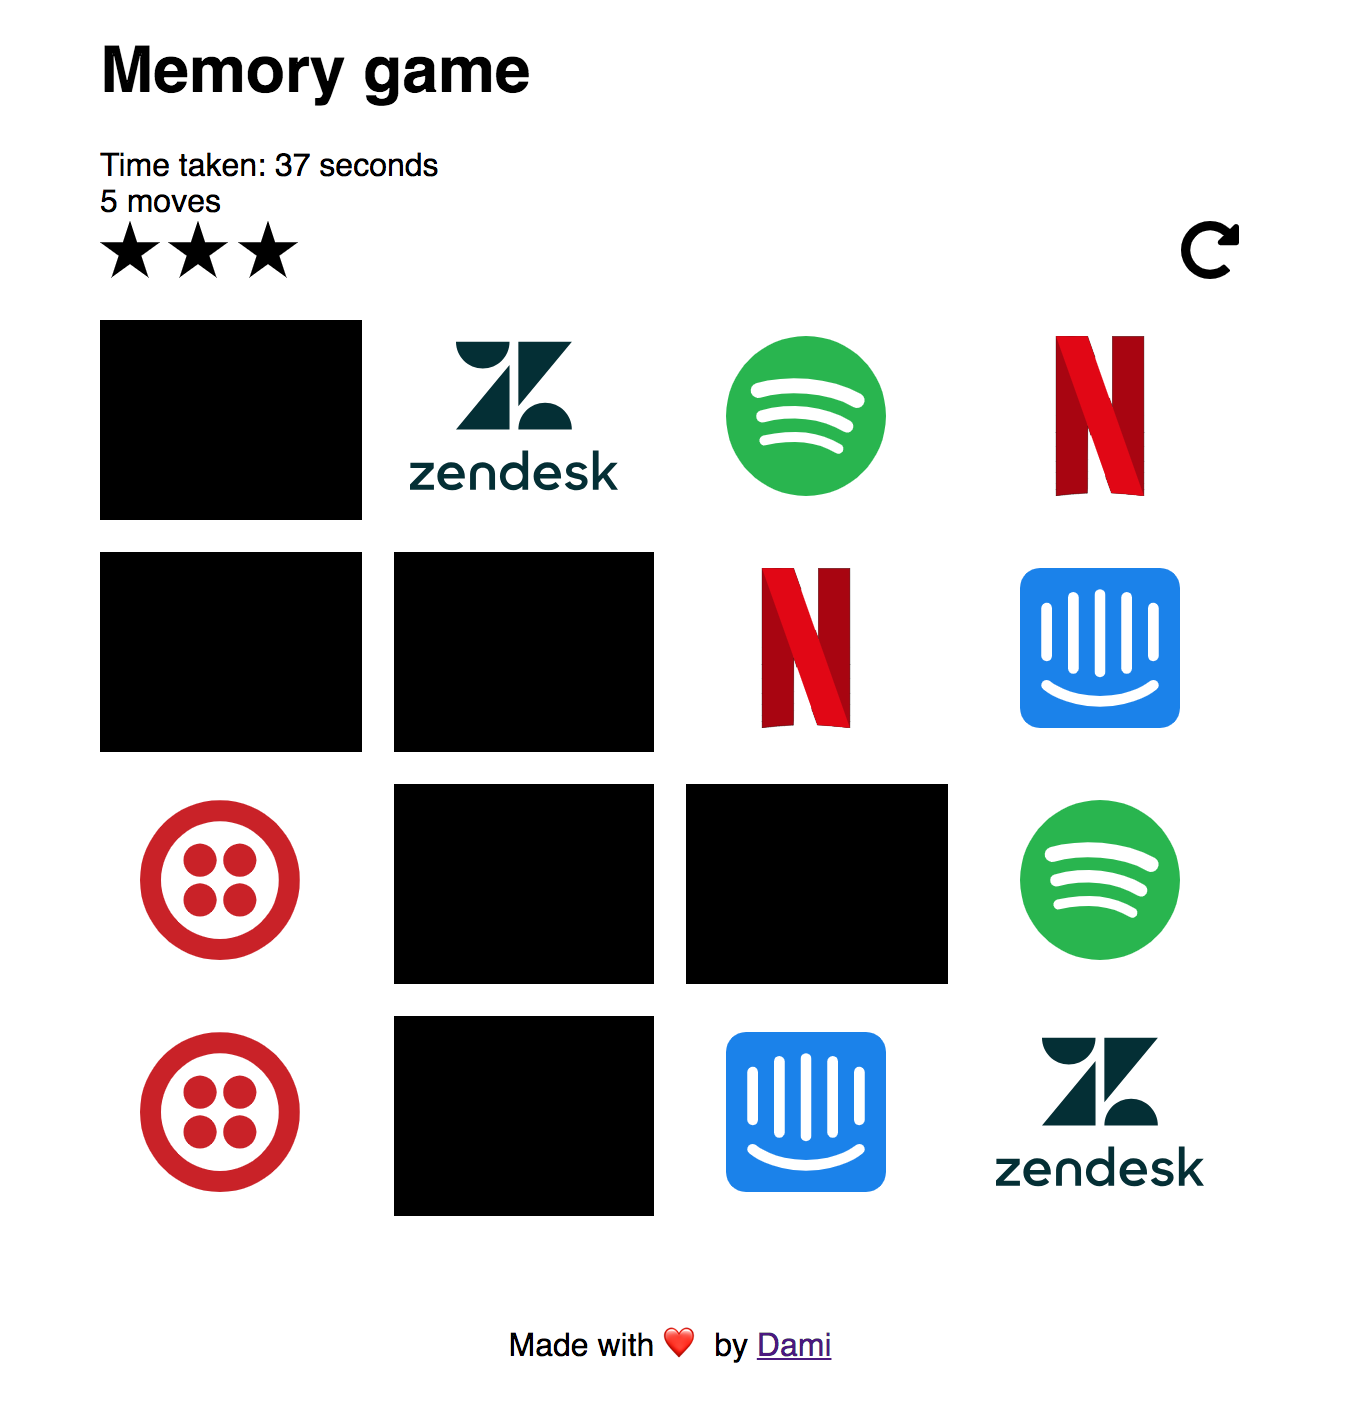 Memory game
Time taken: 37 seconds
5 moves
zendesk
zendesk
Made with ❤️ by Dami